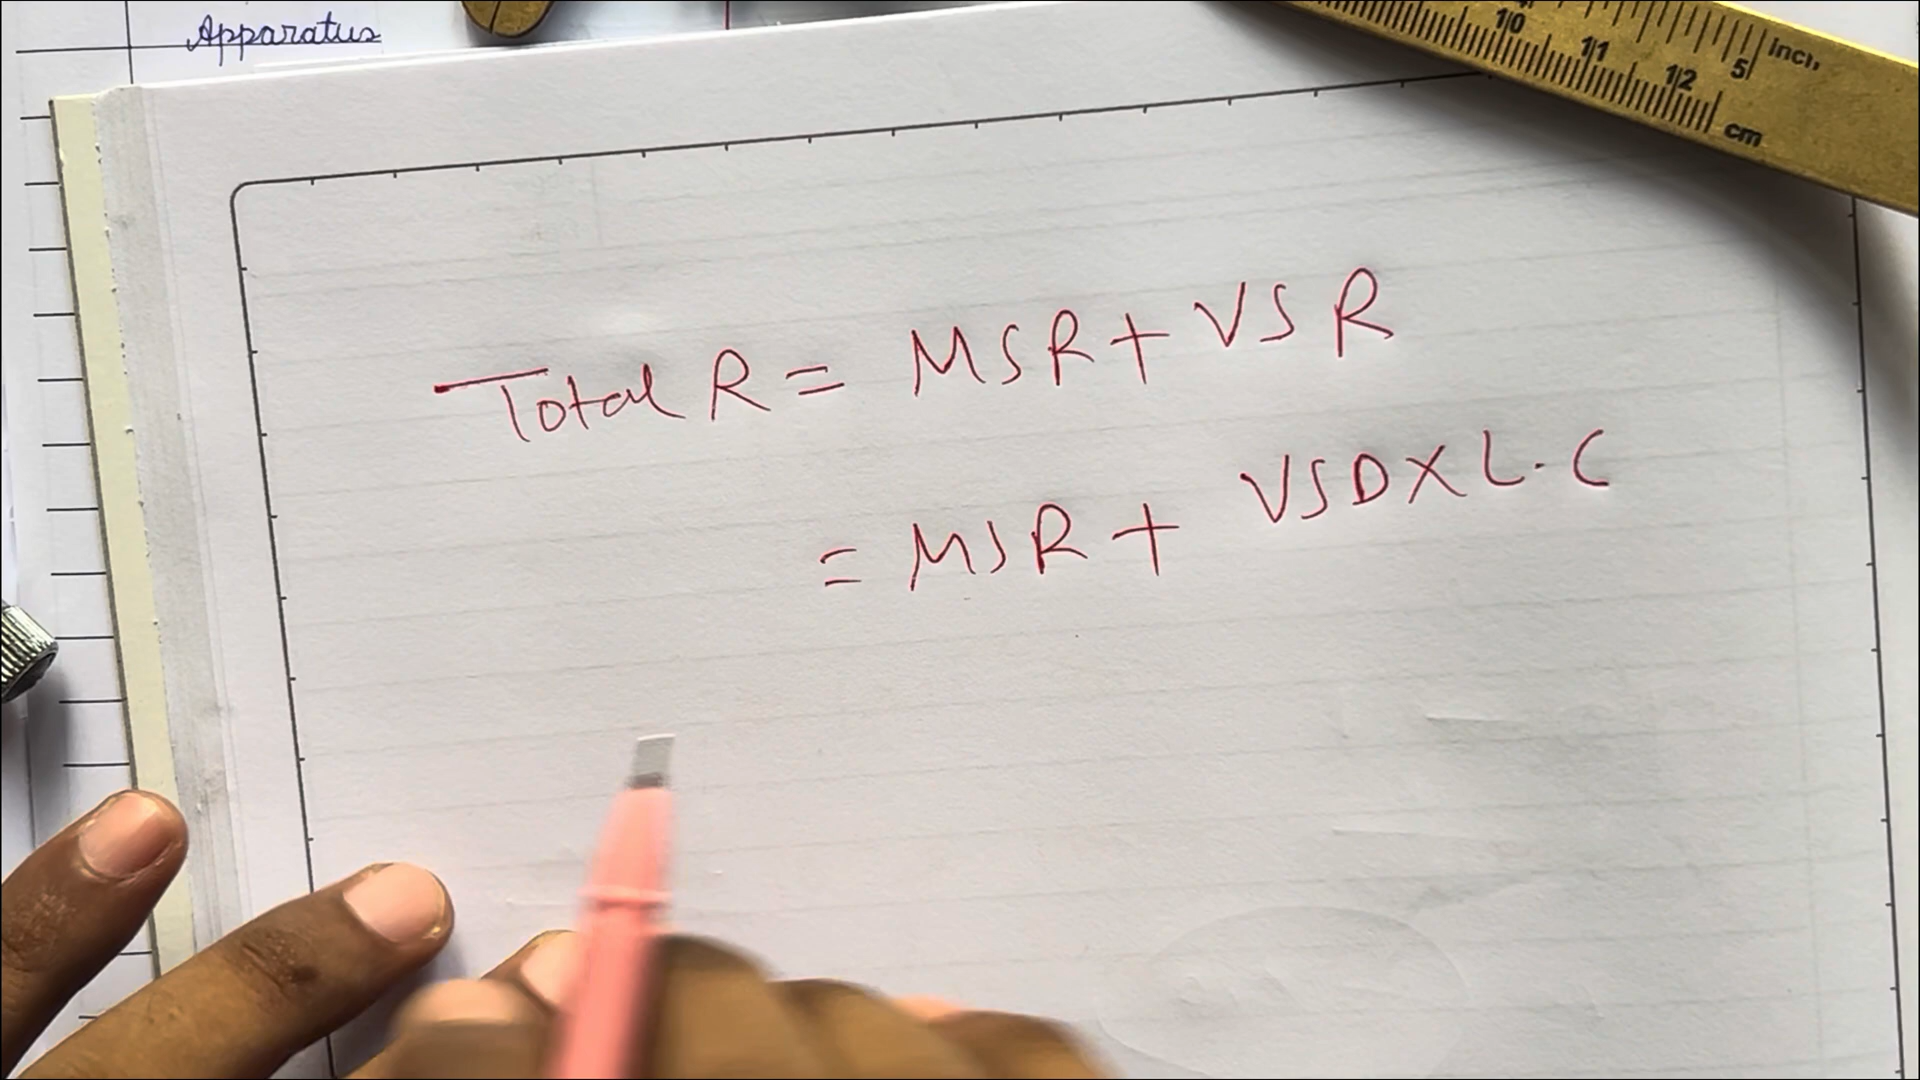 Apparatus
10 11 12 cm
5 inch
Total R = MSR + VSR
= MSR + VSD X L.C